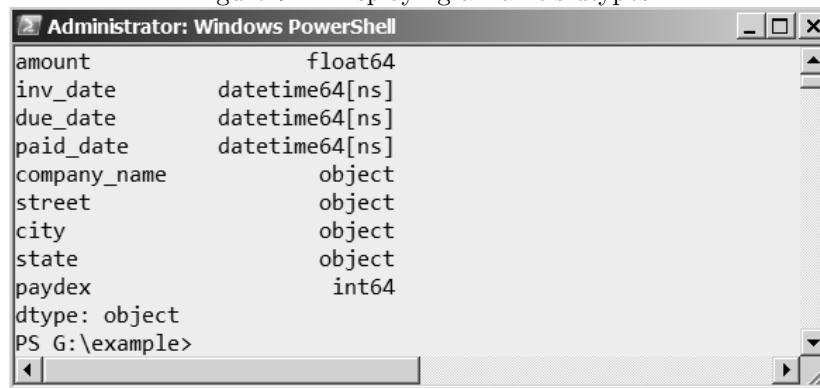 Administrator: Windows PowerShell
amount float64
inv_date datetime64[ns]
due_date datetime64[ns]
paid_date datetime64[ns]
company_name object
street object
city object
state object
paydex int64
dtype: object
PS G:\example>